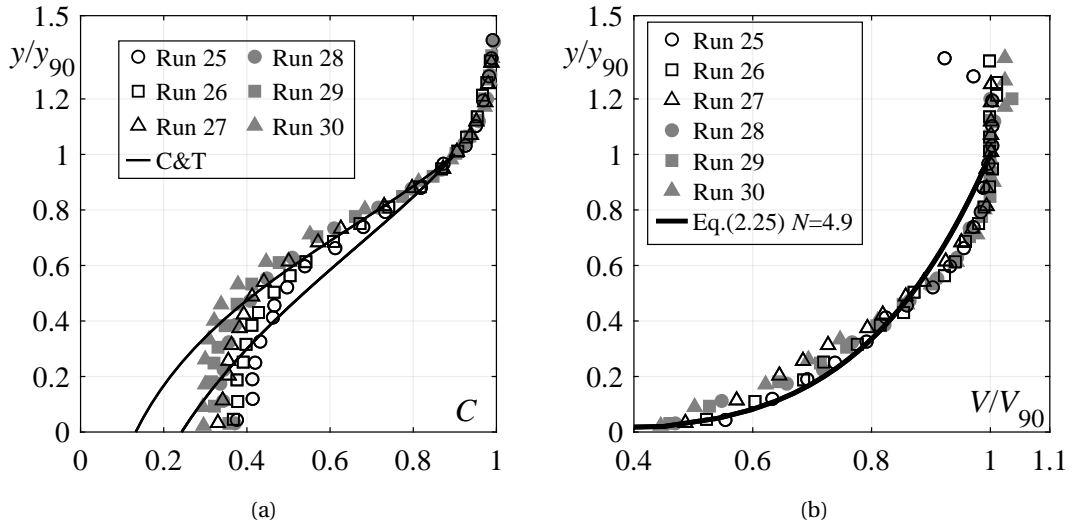 1.5
y/y90
1.2
1
0.8
0.6
0.4
0.2
0
0 0.2 0.4 0.6 0.8 1
Run 25 Run 28
Run 26 Run 29
Run 27 Run 30
C&T
C
(a)
1.5
y/y90
1.2
1
0.8
0.6
0.4
0.2
0
0.4 0.6 0.8 1 1.1
Run 25
Run 26
Run 27
Run 28
Run 29
Run 30
Eq.(2.25) N=4.9
V/V90
(b)